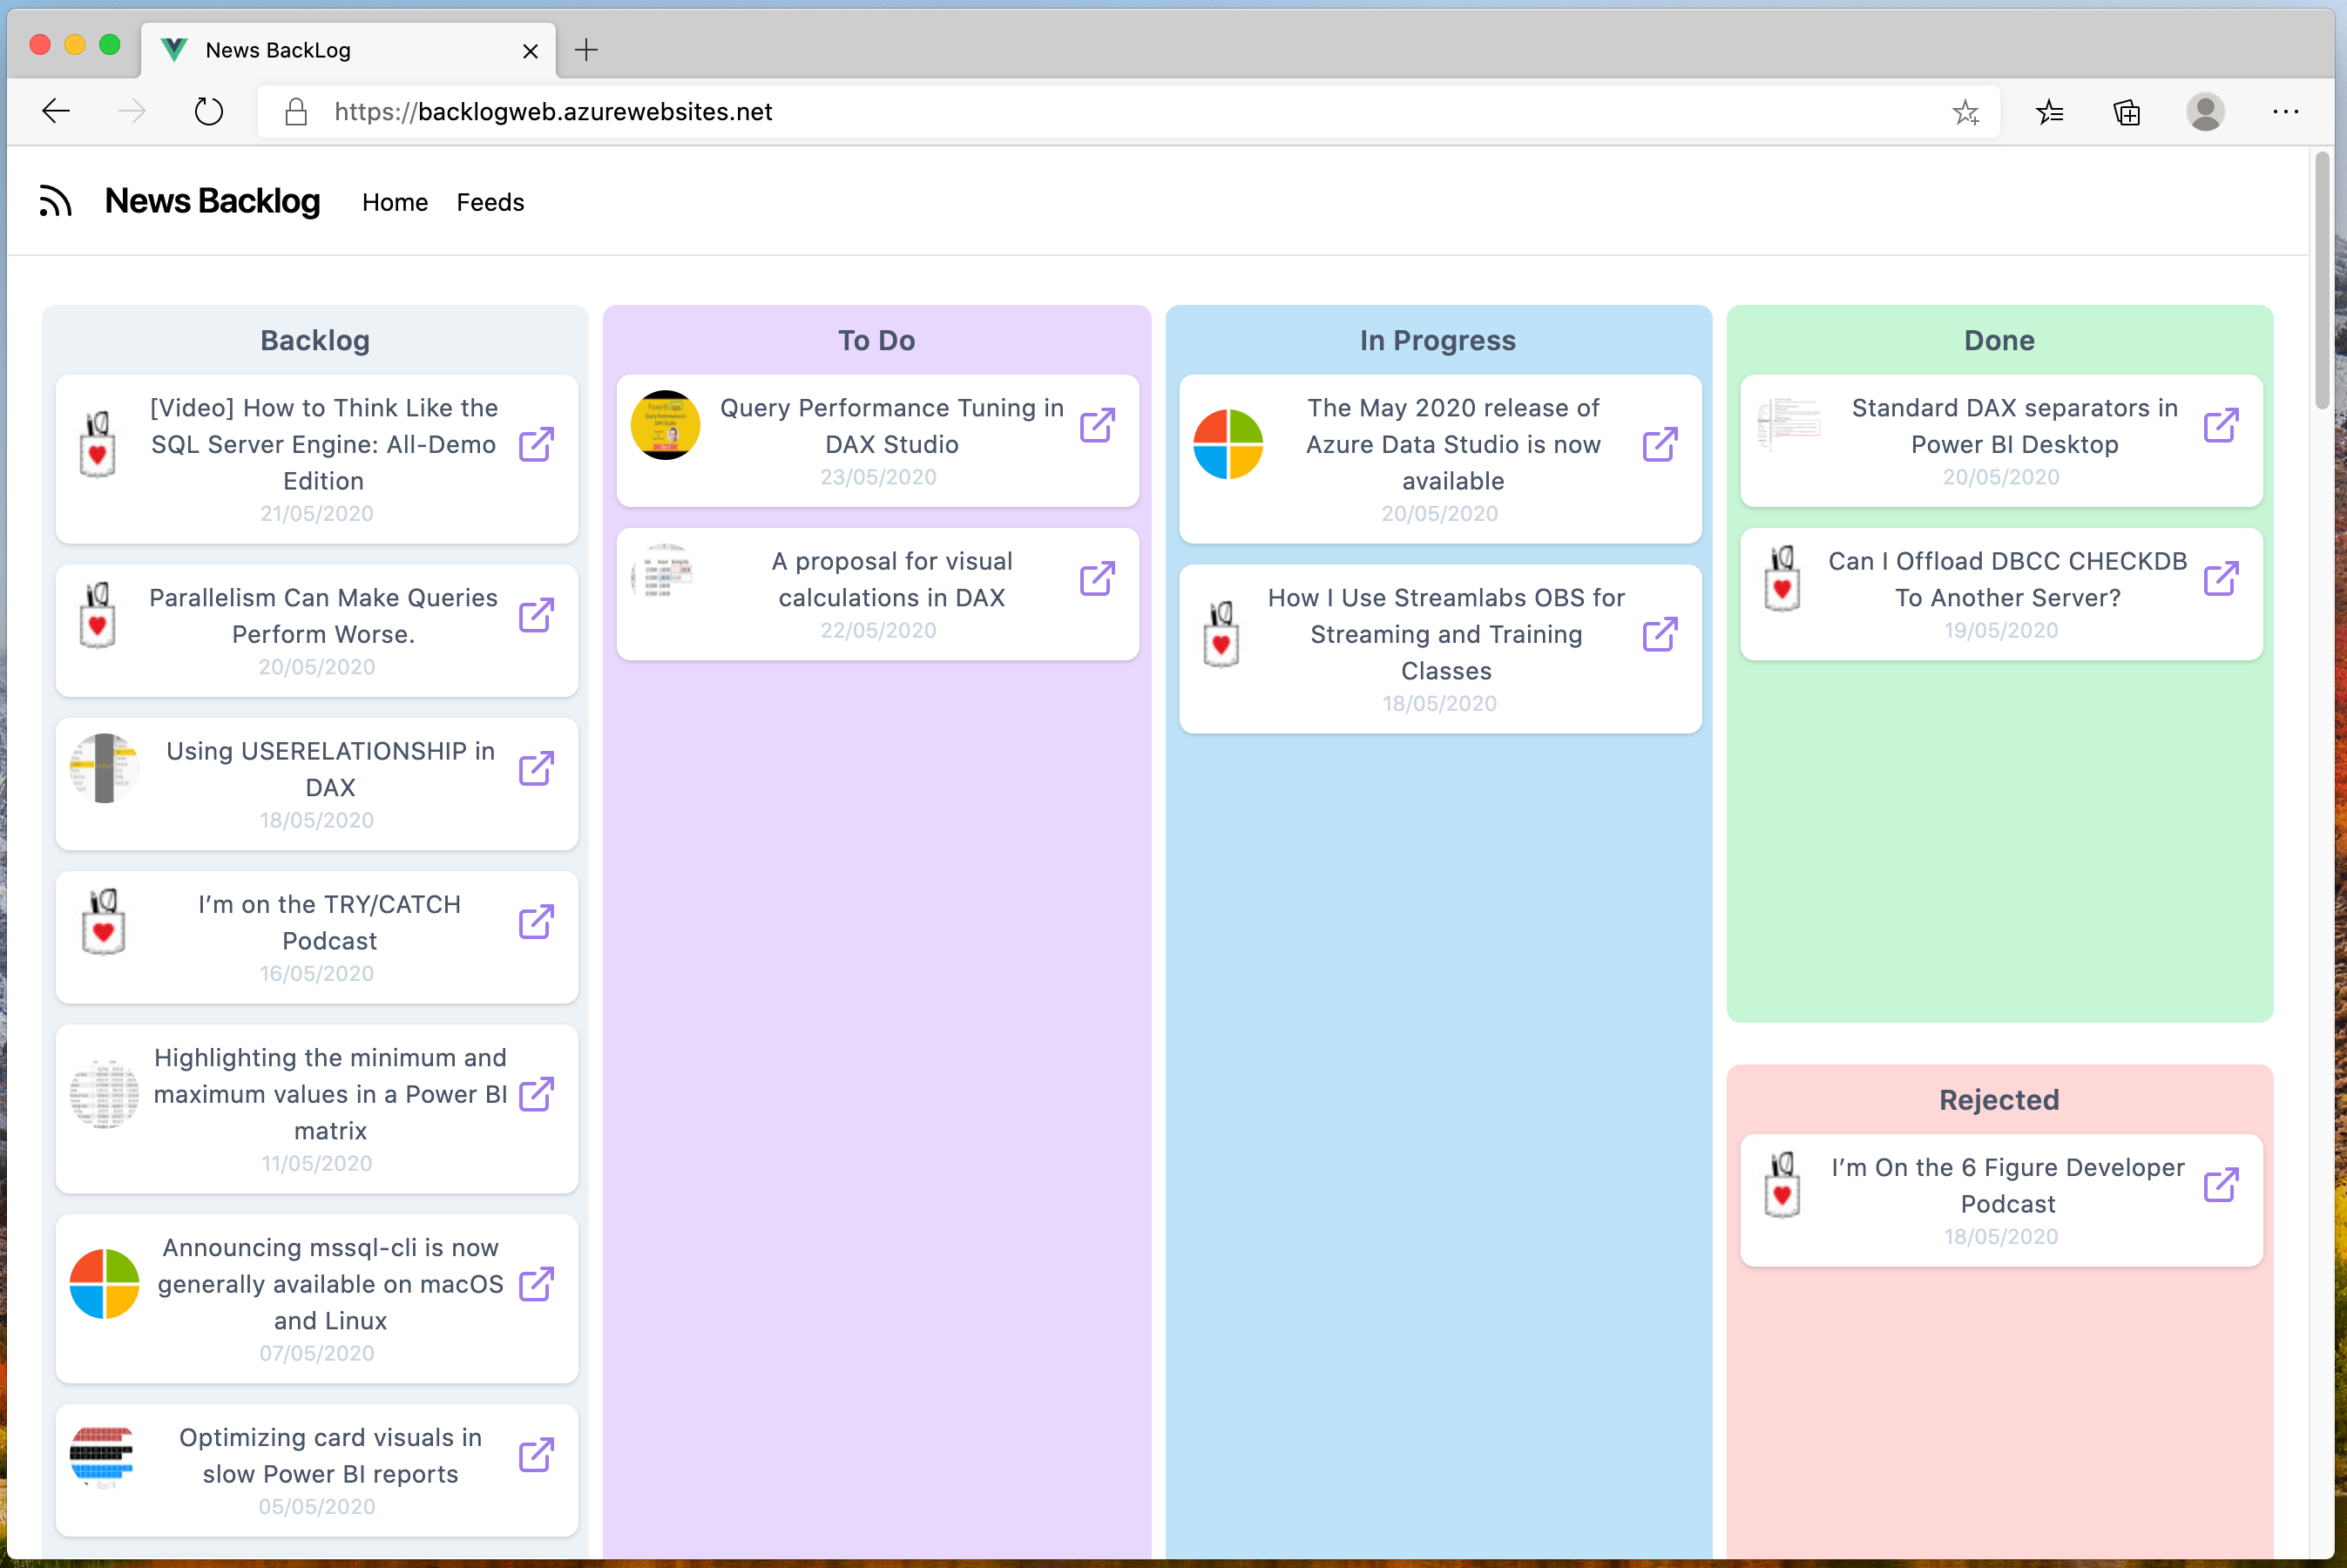 News BackLog
https://backlogweb.azurewebsites.net
News Backlog
Home
Feeds
Backlog
[Video] How to Think Like the
SQL Server Engine: All-Demo
Edition
21/05/2020
Parallelism Can Make Queries
Perform Worse.
20/05/2020
Using USERELATIONSHIP in
DAX
18/05/2020
I’m on the TRY/CATCH
Podcast
16/05/2020
Highlighting the minimum and
maximum values in a Power BI
matrix
11/05/2020
Announcing mssql-cli is now
generally available on macOS
and Linux
07/05/2020
Optimizing card visuals in
slow Power BI reports
05/05/2020
To Do
Query Performance Tuning in
DAX Studio
23/05/2020
A proposal for visual
calculations in DAX
22/05/2020
In Progress
The May 2020 release of
Azure Data Studio is now
available
20/05/2020
How I Use Streamlabs OBS for
Streaming and Training
Classes
18/05/2020
Done
Standard DAX separators in
Power BI Desktop
20/05/2020
Can I Offload DBCC CHECKDB
To Another Server?
19/05/2020
Rejected
I’m On the 6 Figure Developer
Podcast
18/05/2020